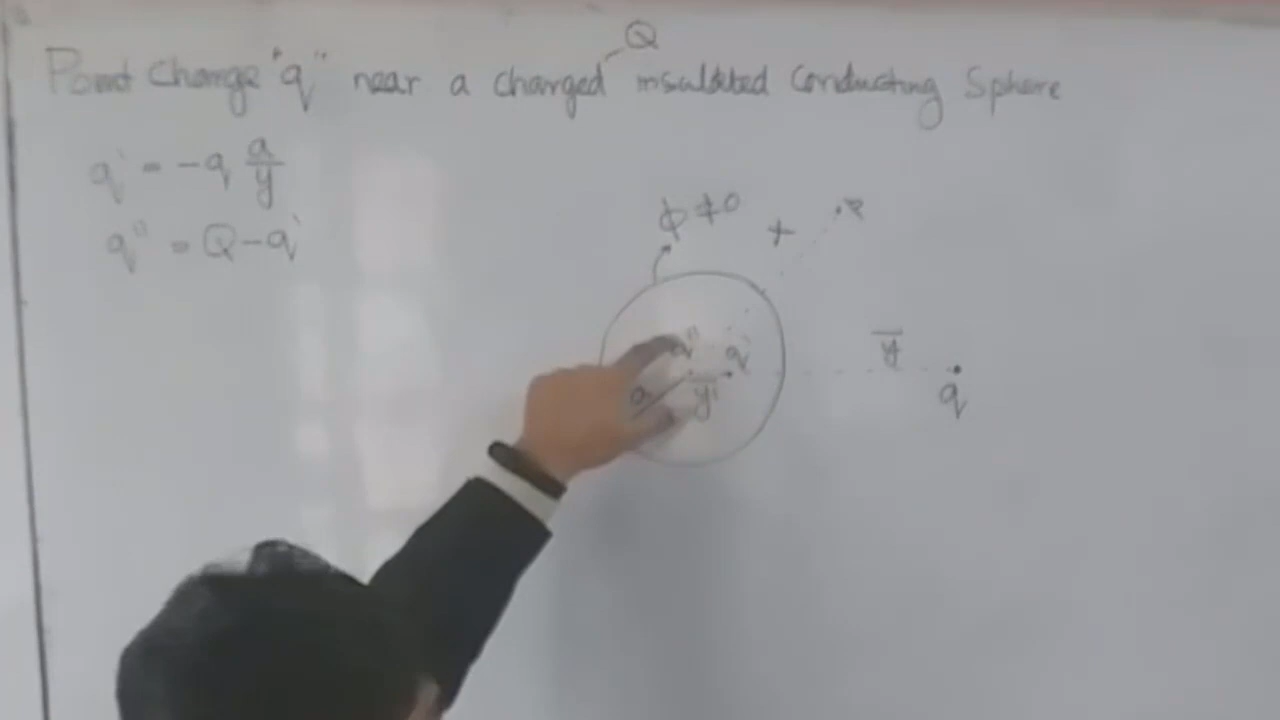 Q
Point Charge "q" near a charged insulated Conducting Sphere
q' = -q a/y
q'' = Q-q'
ϕ ≠ 0
+
q'' q'
y
a y'
q